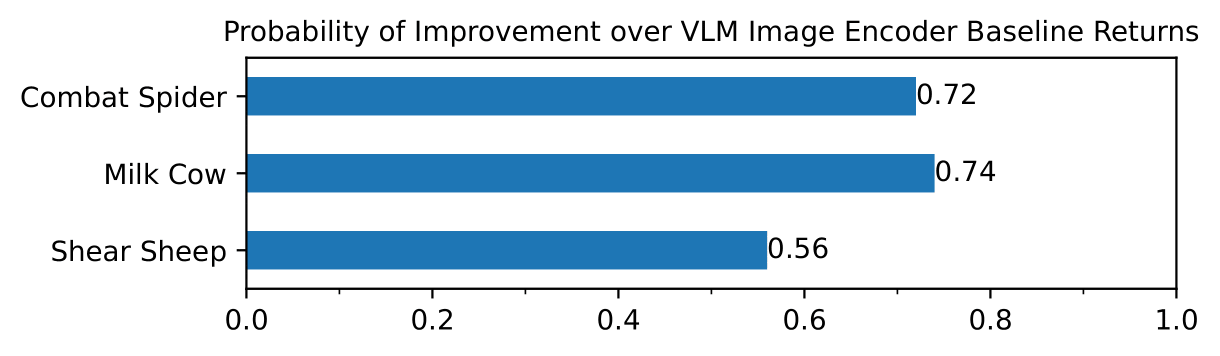 Probability of Improvement over VLM Image Encoder Baseline Returns
Combat Spider 0.72
Milk Cow 0.74
Shear Sheep 0.56
0.0 0.2 0.4 0.6 0.8 1.0